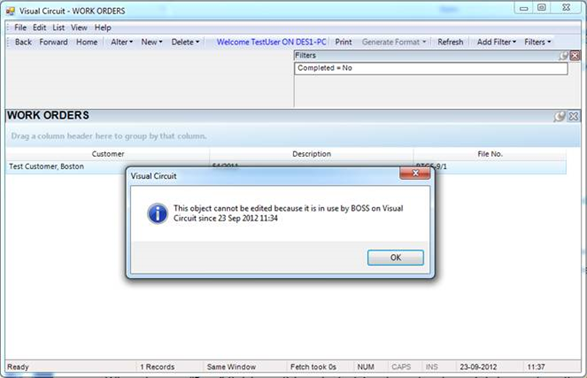 Visual Circuit - WORK ORDERS
File Edit List View Help
Back Forward Home Alter New Delete Welcome TestUser ON DES1-PC Print Generate Format Refresh Add Filter Filters
Filters
Completed = No
WORK ORDERS
Drag a column header here to group by that column.
Customer Description File No.
Test Customer, Boston
Visual Circuit
This object cannot be edited because it is in use by BOSS on Visual
Circuit since 23 Sep 2012 11:34
OK
Ready 1 Records Same Window Fetch took 0s NUM CAPS INS 23-09-2012 11:37